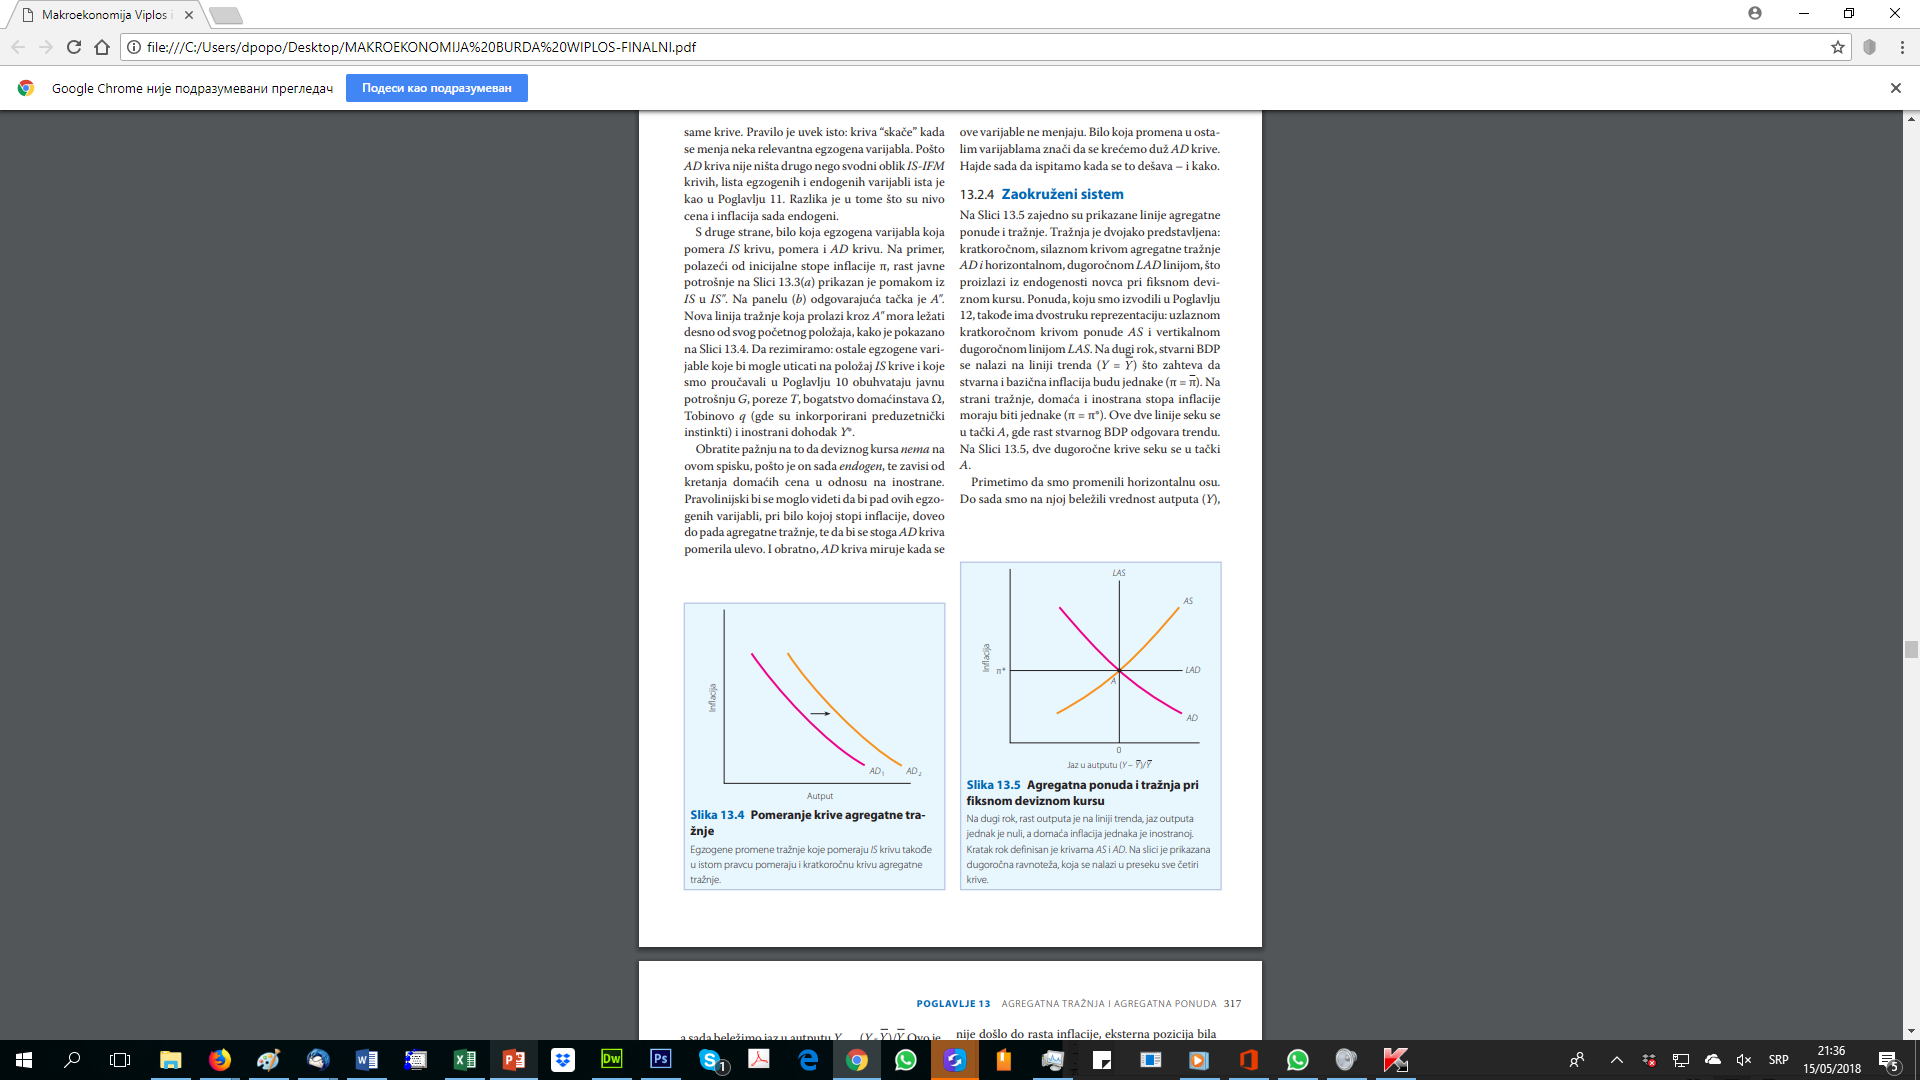 Makroekonomija Viplos i
file:///C:/Users/dpopo/Desktop/MAKROEKONOMIJA%20BURDA%20WIPLOS-FINALNI.pdf
Google Chrome није подразумевани прегледач
Подеси као подразумеван
same krive. Pravilo je uvek isto: kriva “skače” kada
se menja neka relevantna egzogena varijabla. Pošto
AD kriva nije ništa drugo nego svodni oblik IS-IFM
krivih, lista egzogenih i endogenih varijabli ista je
kao u Poglavlju 11. Razlika je u tome što su nivo
cena i inflacija sada endogeni.
S druge strane, bilo koja egzogena varijabla koja
pomera IS krivu, pomera i AD krivu. Na primer,
polazeći od inicijalne stope inflacije π, rast javne
potrošnje na Slici 13.3(a) prikazan je pomakom iz
IS u IS″. Na panelu (b) odgovarajuća tačka je A″.
Nova linija tražnje koja prolazi kroz A″ mora ležati
desno od svog početnog položaja, kako je pokazano
na Slici 13.4. Da rezimiramo: ostale egzogene vari-
jable koje bi mogle uticati na položaj IS krive i koje
smo proučavali u Poglavlju 10 obuhvataju javnu
potrošnju G, poreze T, bogatstvo domaćinstava Ω,
Tobinovo q (gde su inkorporirani preduzetnički
instinkti) i inostrani dohodak Y*.
Obratite pažnju na to da deviznog kursa nema na
ovom spisku, pošto je on sada endogen, te zavisi od
kretanja domaćih cena u odnosu na inostrane.
Pravolinijski bi se moglo videti da bi pad ovih egzo-
genih varijabli, pri bilo kojoj stopi inflacije, doveo
do pada agregatne tražnje, te da bi se stoga AD kriva
pomerila ulevo. I obratno, AD kriva miruje kada se
Inflacija
AD1
AD2
Autput
Slika 13.4 Pomeranje krive agregatne tra-
žnje
Egzogene promene tražnje koje pomeraju IS krivu takođe
u istom pravcu pomeraju i kratkoročnu krivu agregatne
tražnje.
ove varijable ne menjaju. Bilo koja promena u osta-
lim varijablama znači da se krećemo duž AD krive.
Hajde sada da ispitamo kada se to dešava – i kako.
13.2.4 Zaokruženi sistem
Na Slici 13.5 zajedno su prikazane linije agregatne
ponude i tražnje. Tražnja je dvojako predstavljena:
kratkoročnom, silaznom krivom agregatne tražnje
AD i horizontalnom, dugoročnom LAD linijom, što
proizlazi iz endogenosti novca pri fiksnom devi-
znom kursu. Ponuda, koju smo izvodili u Poglavlju
12, takođe ima dvostruku reprezentaciju: uzlaznom
kratkoročnom krivom ponude AS i vertikalnom
dugoročnom linijom LAS. Na dugi rok, stvarni BDP
se nalazi na liniji trenda (Y = Y̅) što zahteva da
stvarna i bazična inflacija budu jednake (π = π̅). Na
strani tražnje, domaća i inostrana stopa inflacije
moraju biti jednake (π = π*). Ove dve linije seku se
u tački A, gde rast stvarnog BDP odgovara trendu.
Na Slici 13.5, dve dugoročne krive seku se u tački
A.
Primetimo da smo promenili horizontalnu osu.
Do sada smo na njoj beležili vrednost autputa (Y),
LAS
AS
Inflacija
π*
LAD
A
AD
0
Jaz u autputu (Y – Y̅)/Y̅
Slika 13.5 Agregatna ponuda i tražnja pri
fiksnom deviznom kursu
Na dugi rok, rast outputa je na liniji trenda, jaz outputa
jednak je nuli, a domaća inflacija jednaka je inostranoj.
Kratak rok definisan je krivama AS i AD. Na slici je prikazana
dugoročna ravnoteža, koja se nalazi u preseku sve četiri
krive.
POGLAVLJE 13 AGREGATNA TRAŽNJA I AGREGATNA PONUDA 317
a sada beležimo jaz u autputu (Y – Y̅)/Y̅ Ovo je
nije došlo do rasta inflacije, eksterna pozicija bila
SRP
21:36
15/05/2018